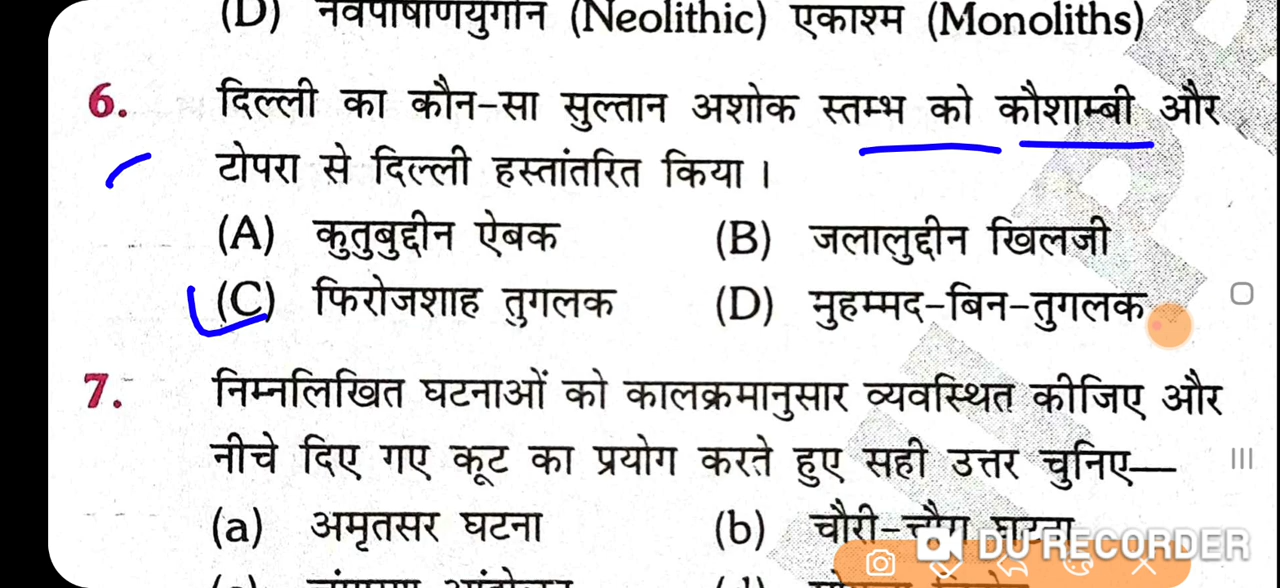 (D) नवपाषाणयुगीन (Neolithic) एकाश्म (Monoliths)
6. दिल्ली का कौन-सा सुल्तान अशोक स्तम्भ को कौशाम्बी और
टोपरा से दिल्ली हस्तांतरित किया ।
(A) कुतुबुद्दीन ऐबक (B) जलालुद्दीन खिलजी
(C) फिरोजशाह तुगलक (D) मुहम्मद-बिन-तुगलक
7. निम्नलिखित घटनाओं को कालक्रमानुसार व्यवस्थित कीजिए और
नीचे दिए गए कूट का प्रयोग करते हुए सही उत्तर चुनिए—
(a) अमृतसर घटना (b) चौरी-चौरा घटना
DU RECORDER